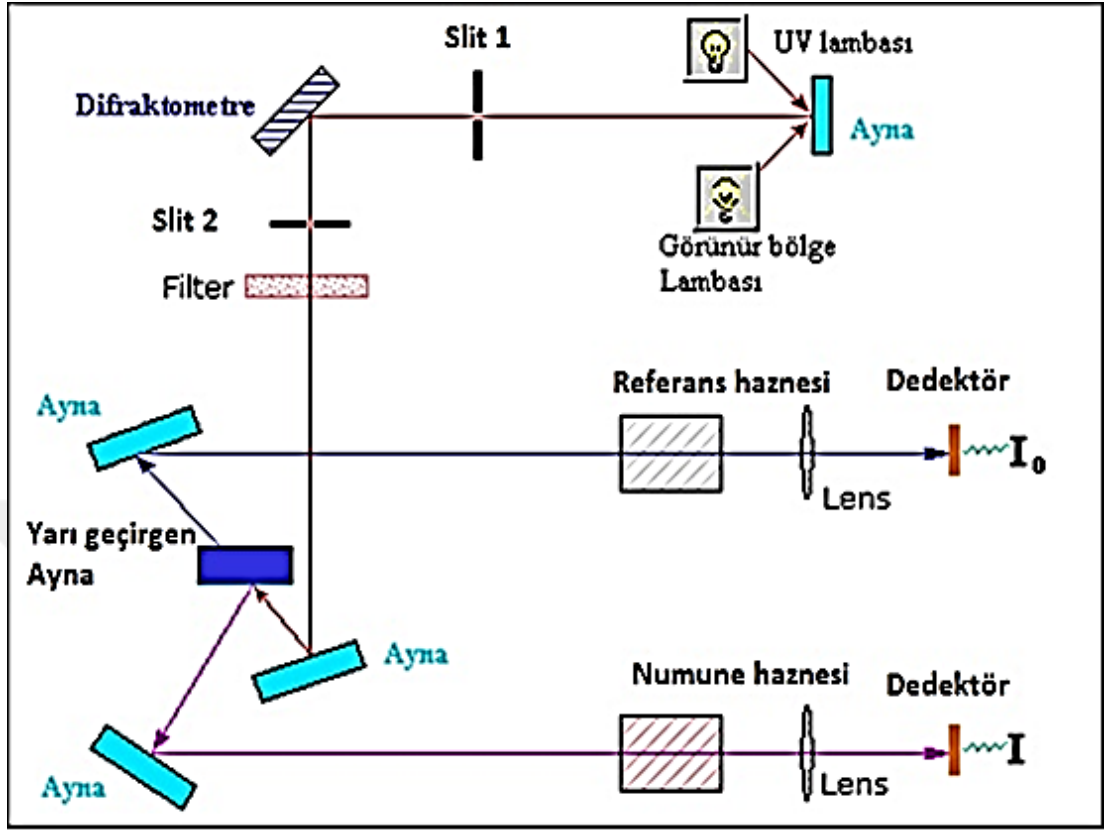 Slit 1
UV lambası
Difraktometre
Ayna
Slit 2
Görünür bölge
Lambası
Filter
Referans haznesi
Dedektör
Ayna
I₀
Lens
Yarı geçirgen
Ayna
Ayna
Numune haznesi
Dedektör
I
Ayna
Lens